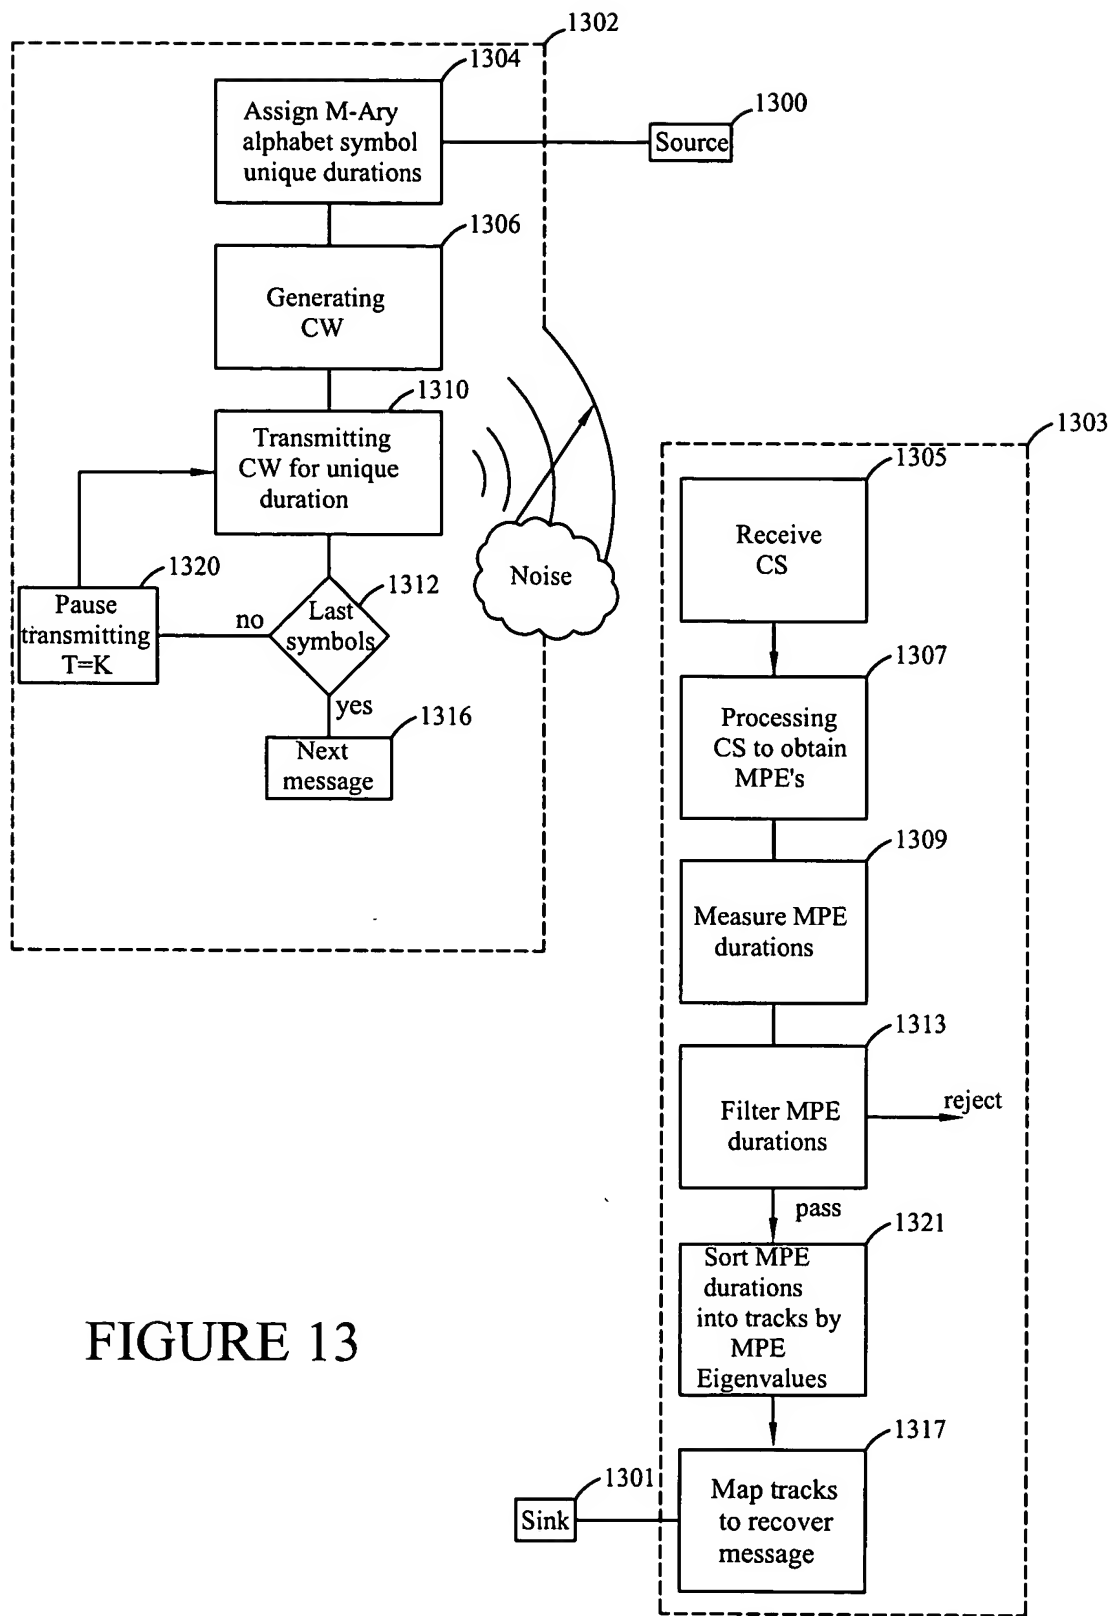 1302
1304
Assign M-Ary
alphabet symbol
unique durations
1300
Source
1306
Generating
CW
1310
Transmitting
CW for unique
duration
1320
Pause
transmitting
T=K
no
1312
Last
symbols
yes
1316
Next
message
Noise
1303
1305
Receive
CS
1307
Processing
CS to obtain
MPE's
1309
Measure MPE
durations
1313
Filter MPE
durations
reject
pass
1321
Sort MPE
durations
into tracks by
MPE
Eigenvalues
1317
Map tracks
to recover
message
1301
Sink
FIGURE 13